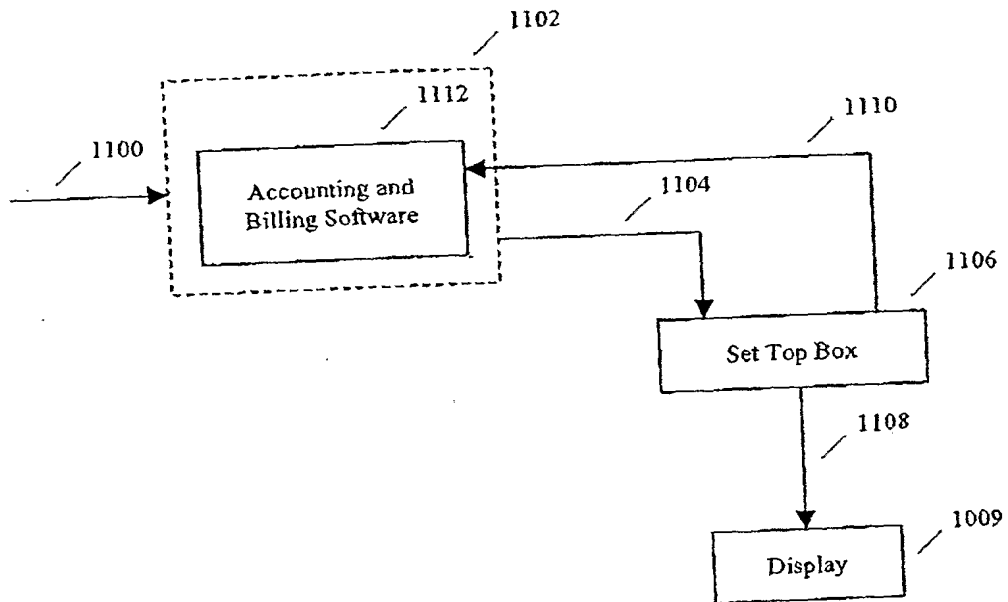 1102
1112
1110
1100
1104
Accounting and
Billing Software
1106
Set Top Box
1108
1009
Display